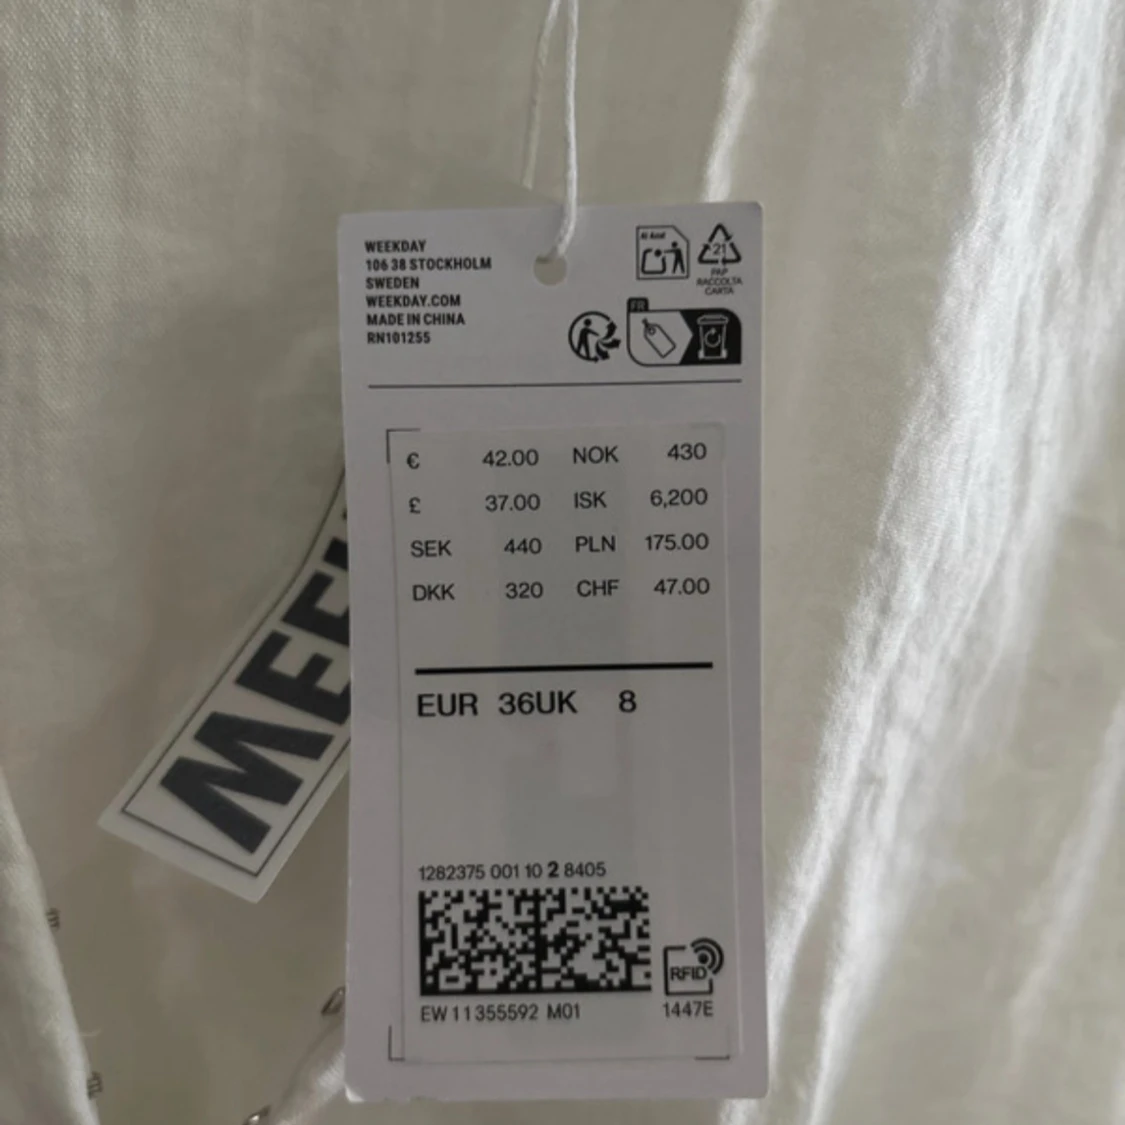 WEEKDAY
106 38 STOCKHOLM
SWEDEN
WEEKDAY.COM
MADE IN CHINA
RN101255
21
PAP
RACCOLTA
CARTA
FR
€ 42.00 NOK 430
£ 37.00 ISK 6,200
SEK 440 PLN 175.00
DKK 320 CHF 47.00
EUR 36UK 8
1282375 001 10 2 8405
RFID
EW 11355592 M01
1447E